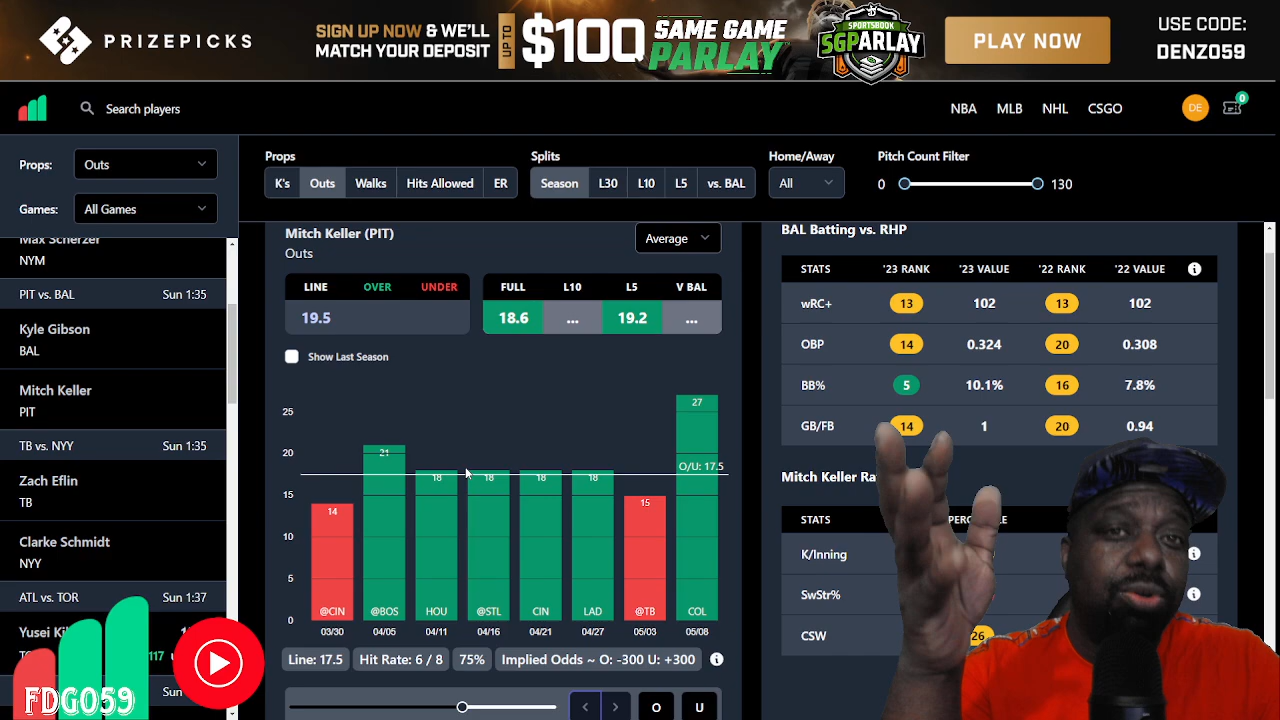 PRIZEPICKS
SIGN UP NOW & WE'LL
MATCH YOUR DEPOSIT
UP TO
$100
SAME GAME
PARLAY
SPORTSBOOK
SGPARLAY
PLAY NOW
USE CODE:
DENZO59
Search players
NBA
MLB
NHL
CSGO
DE
0
Props:
Outs
Games:
All Games
Props
K's
Outs
Walks
Hits Allowed
ER
Splits
Season
L30
L10
L5
vs. BAL
Home/Away
All
Pitch Count Filter
0
130
Max Scherzer
NYM
PIT vs. BAL Sun 1:35
Kyle Gibson
BAL
Mitch Keller
PIT
TB vs. NYY Sun 1:35
Zach Eflin
TB
Clarke Schmidt
NYY
ATL vs. TOR Sun 1:37
Yusei
Sun
FDGO59
Mitch Keller (PIT)
Outs
Average
LINE OVER UNDER
19.5
FULL L10 L5 V BAL
18.6 ... 19.2 ...
Show Last Season
25
20
15
10
5
0
14
21
18
18
18
18
15
27
O/U: 17.5
@CIN @BOS HOU @STL CIN LAD @TB COL
03/30 04/05 04/11 04/16 04/21 04/27 05/03 05/08
Line: 17.5
Hit Rate: 6 / 8
75%
Implied Odds ~ O: -300 U: +300
< >
O
U
BAL Batting vs. RHP
STATS '23 RANK '23 VALUE '22 RANK '22 VALUE
wRC+ 13 102 13 102
OBP 14 0.324 20 0.308
BB% 5 10.1% 16 7.8%
GB/FB 14 1 20 0.94
Mitch Keller
STATS
K/Inning
SwStr%
CSW 26